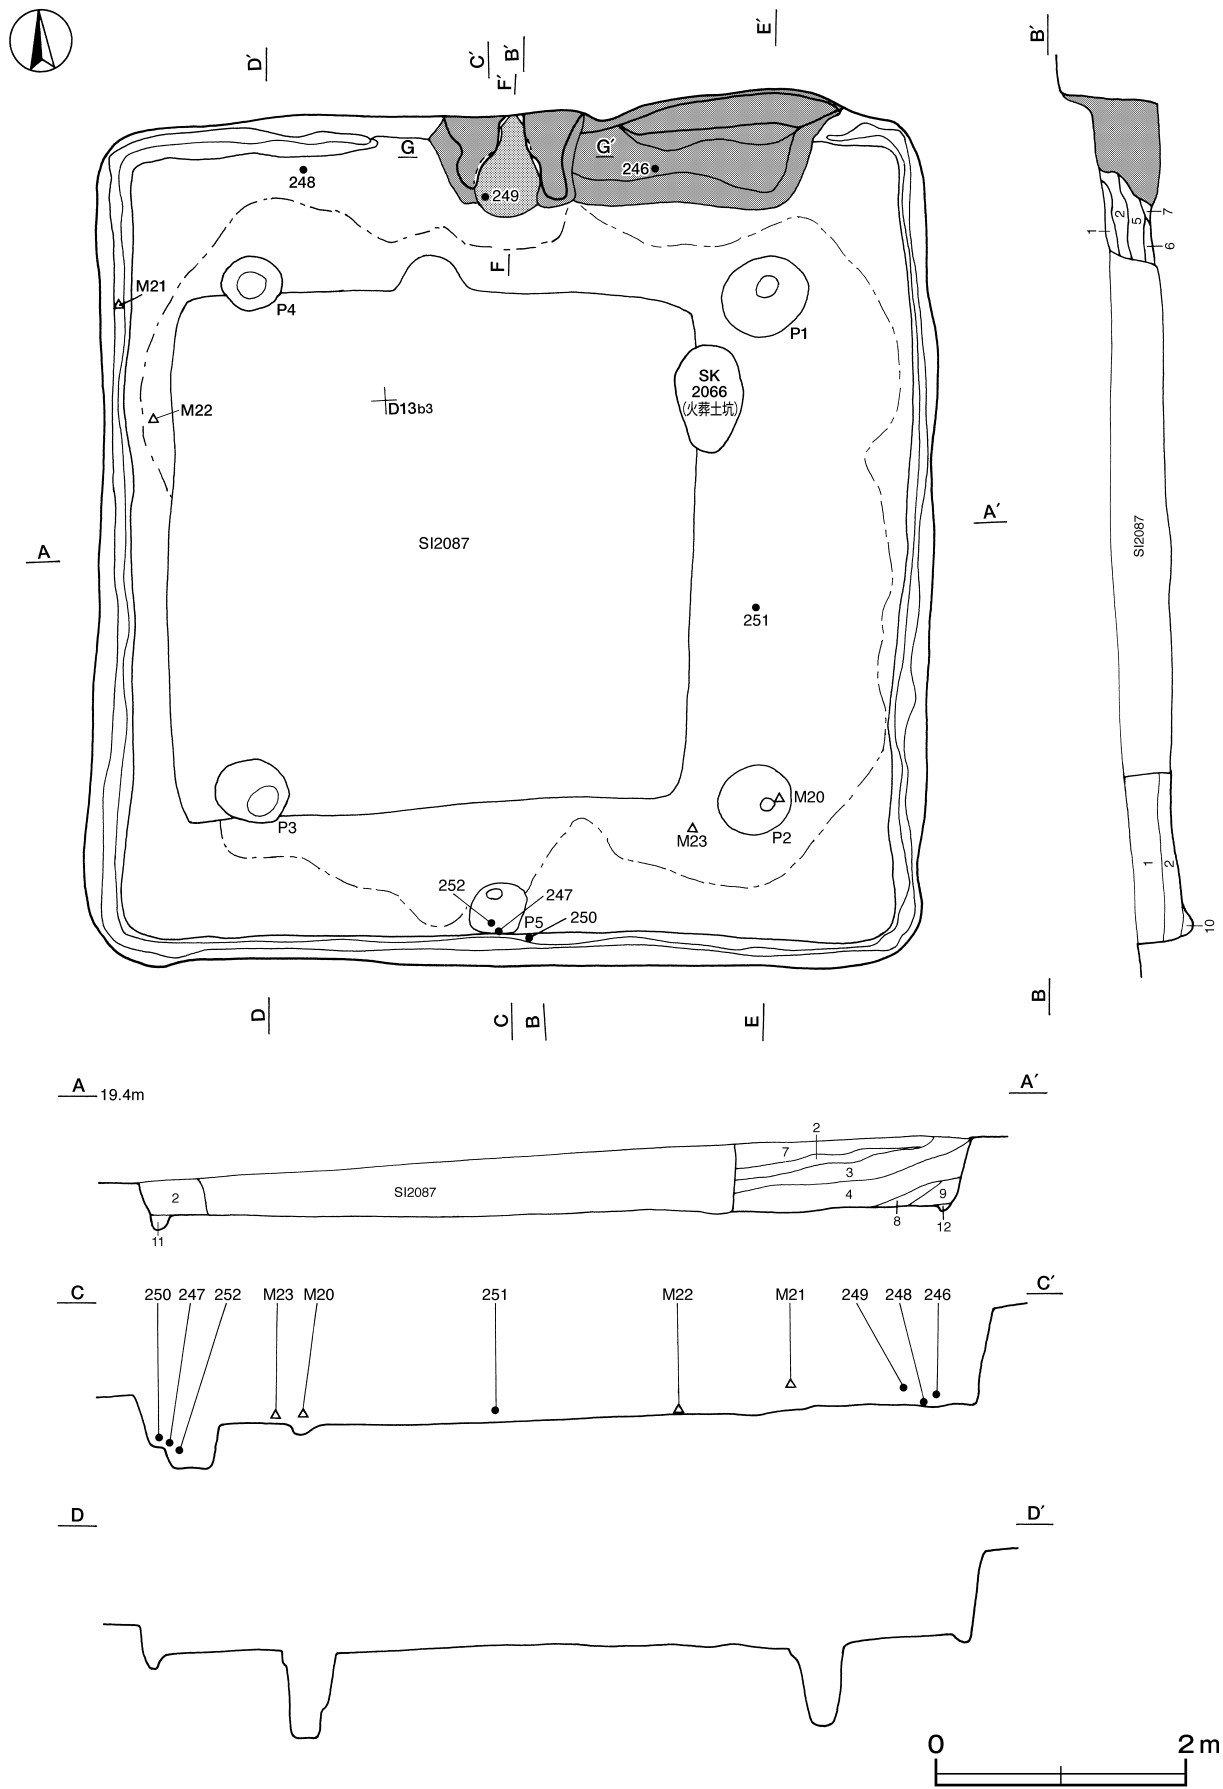 E′
B′
D′
C′
B′
F′
G
G′
246
248
249
1
2
5
7
6
F
M21
P4
P1
SK
2066
(火葬土坑)
M22
D13b3
A
A′
SI2087
SI2087
251
M20
P3
M23
P2
252
247
P5
250
1
2
10
D
C
B
E
B
A
19.4m
A′
2
7
3
2
SI2087
4
9
8
12
11
C
C′
250
247
252
M23
M20
251
M22
M21
249
248
246
D
D′
0
2m